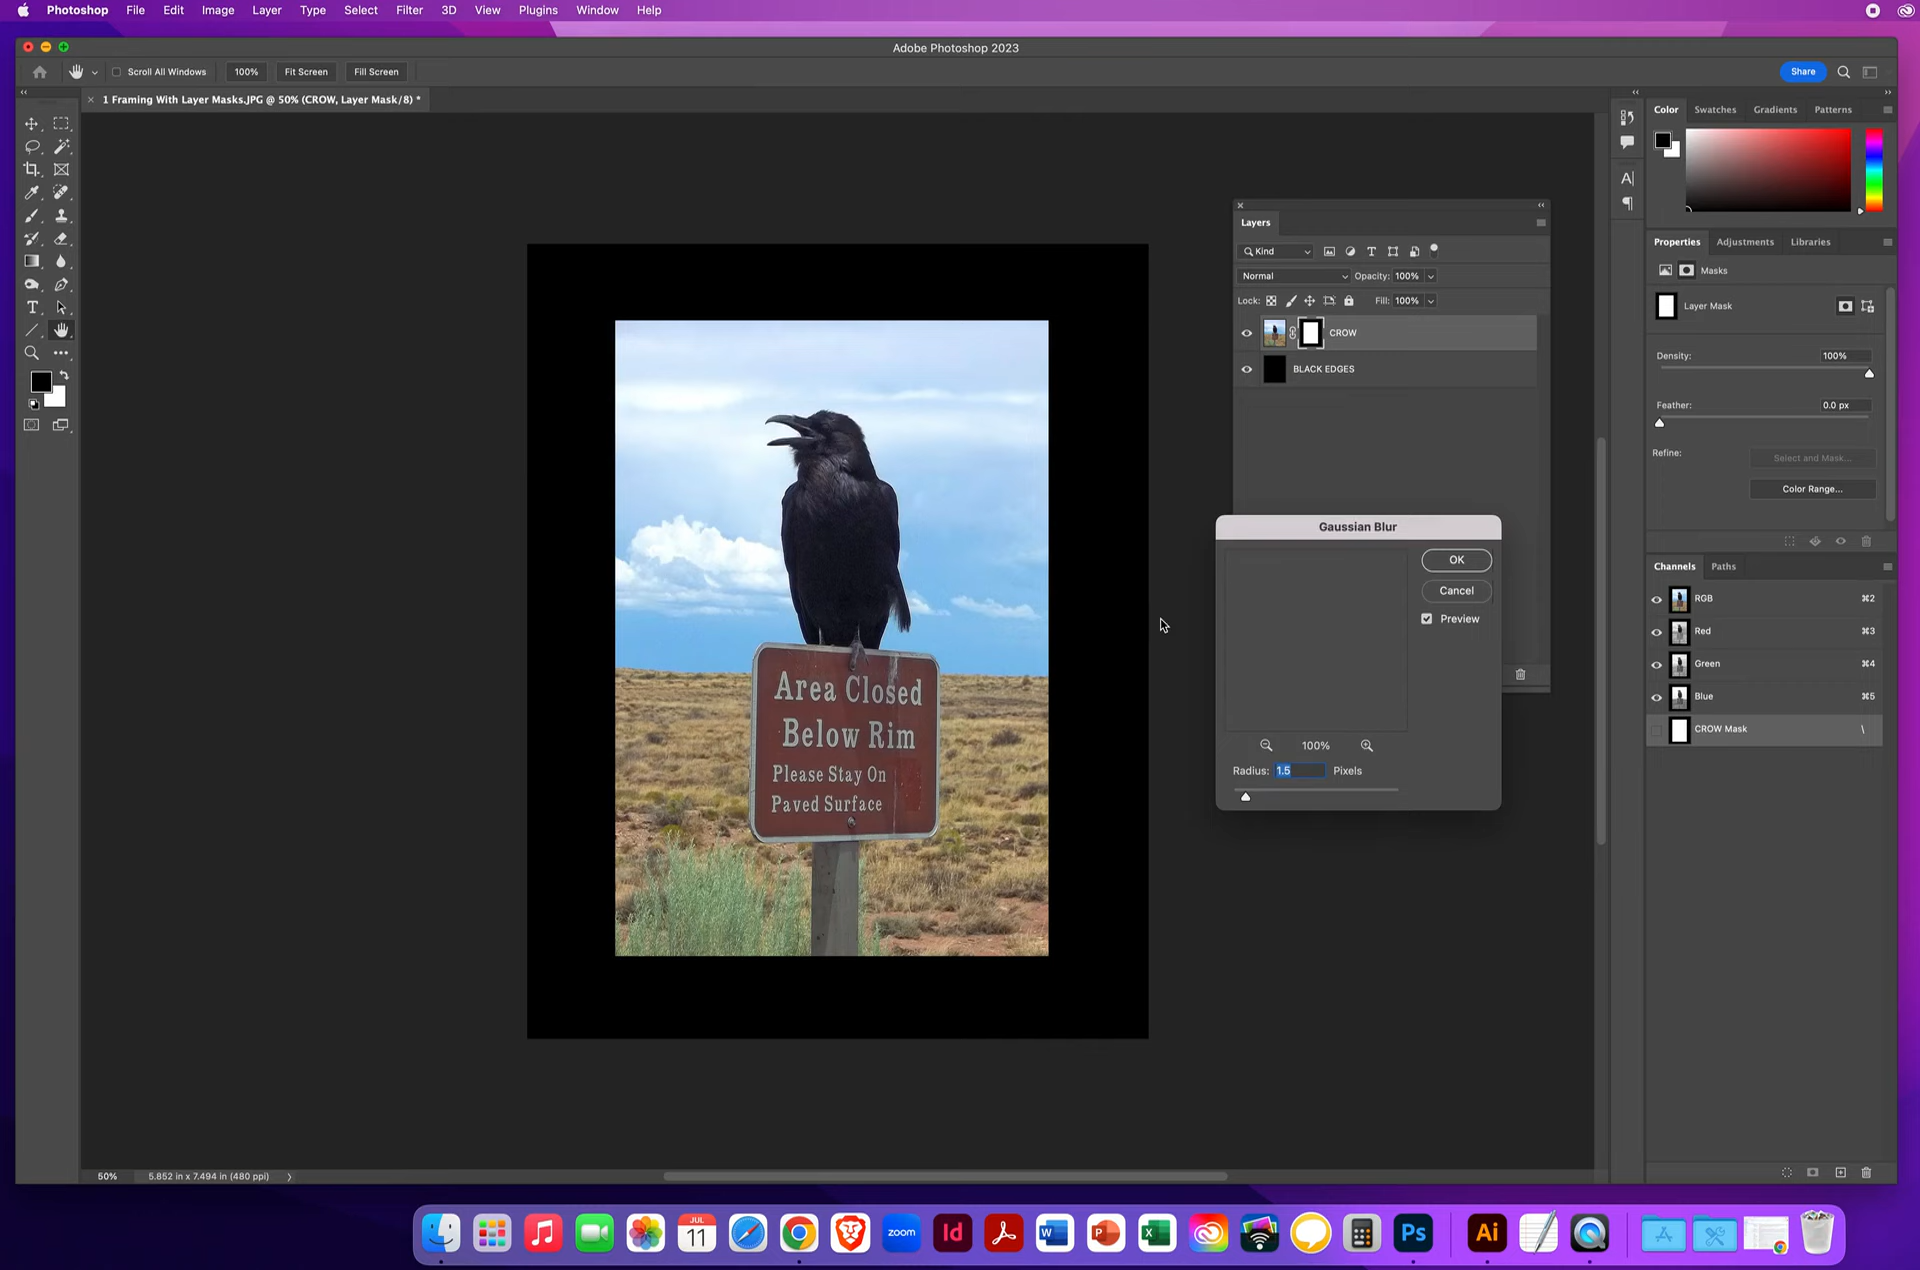 Photoshop File Edit Image Layer Type Select Filter 3D View Plugins Window Help
Adobe Photoshop 2023
Scroll All Windows 100% Fit Screen Fill Screen Share
1 Framing With Layer Masks.JPG @ 50% (CROW, Layer Mask/8) *
Color Swatches Gradients Patterns
Layers
Kind
Normal Opacity: 100%
Lock: Fill: 100%
CROW
BLACK EDGES
Properties Adjustments Libraries
Masks
Layer Mask
Density: 100%
Feather: 0.0 px
Refine: Select and Mask...
Color Range...
Gaussian Blur
OK
Cancel
Preview
100%
Radius: 1.5 Pixels
Channels Paths
RGB ⌘2
Red ⌘3
Green ⌘4
Blue ⌘5
CROW Mask \
Area Closed
Below Rim
Please Stay On
Paved Surface
50% 5.852 in x 7.494 in (480 ppi)
JUL
11
zoom
Id
W
P
X
Ps
Ai